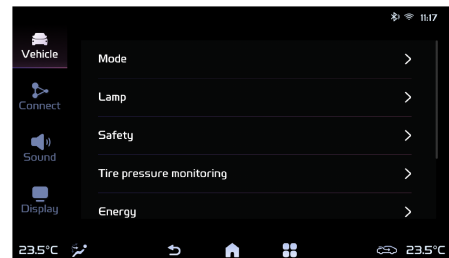 11:17
Vehicle
Connect
Sound
Display
Mode
Lamp
Safety
Tire pressure monitoring
Energy
23.5°C
23.5°C